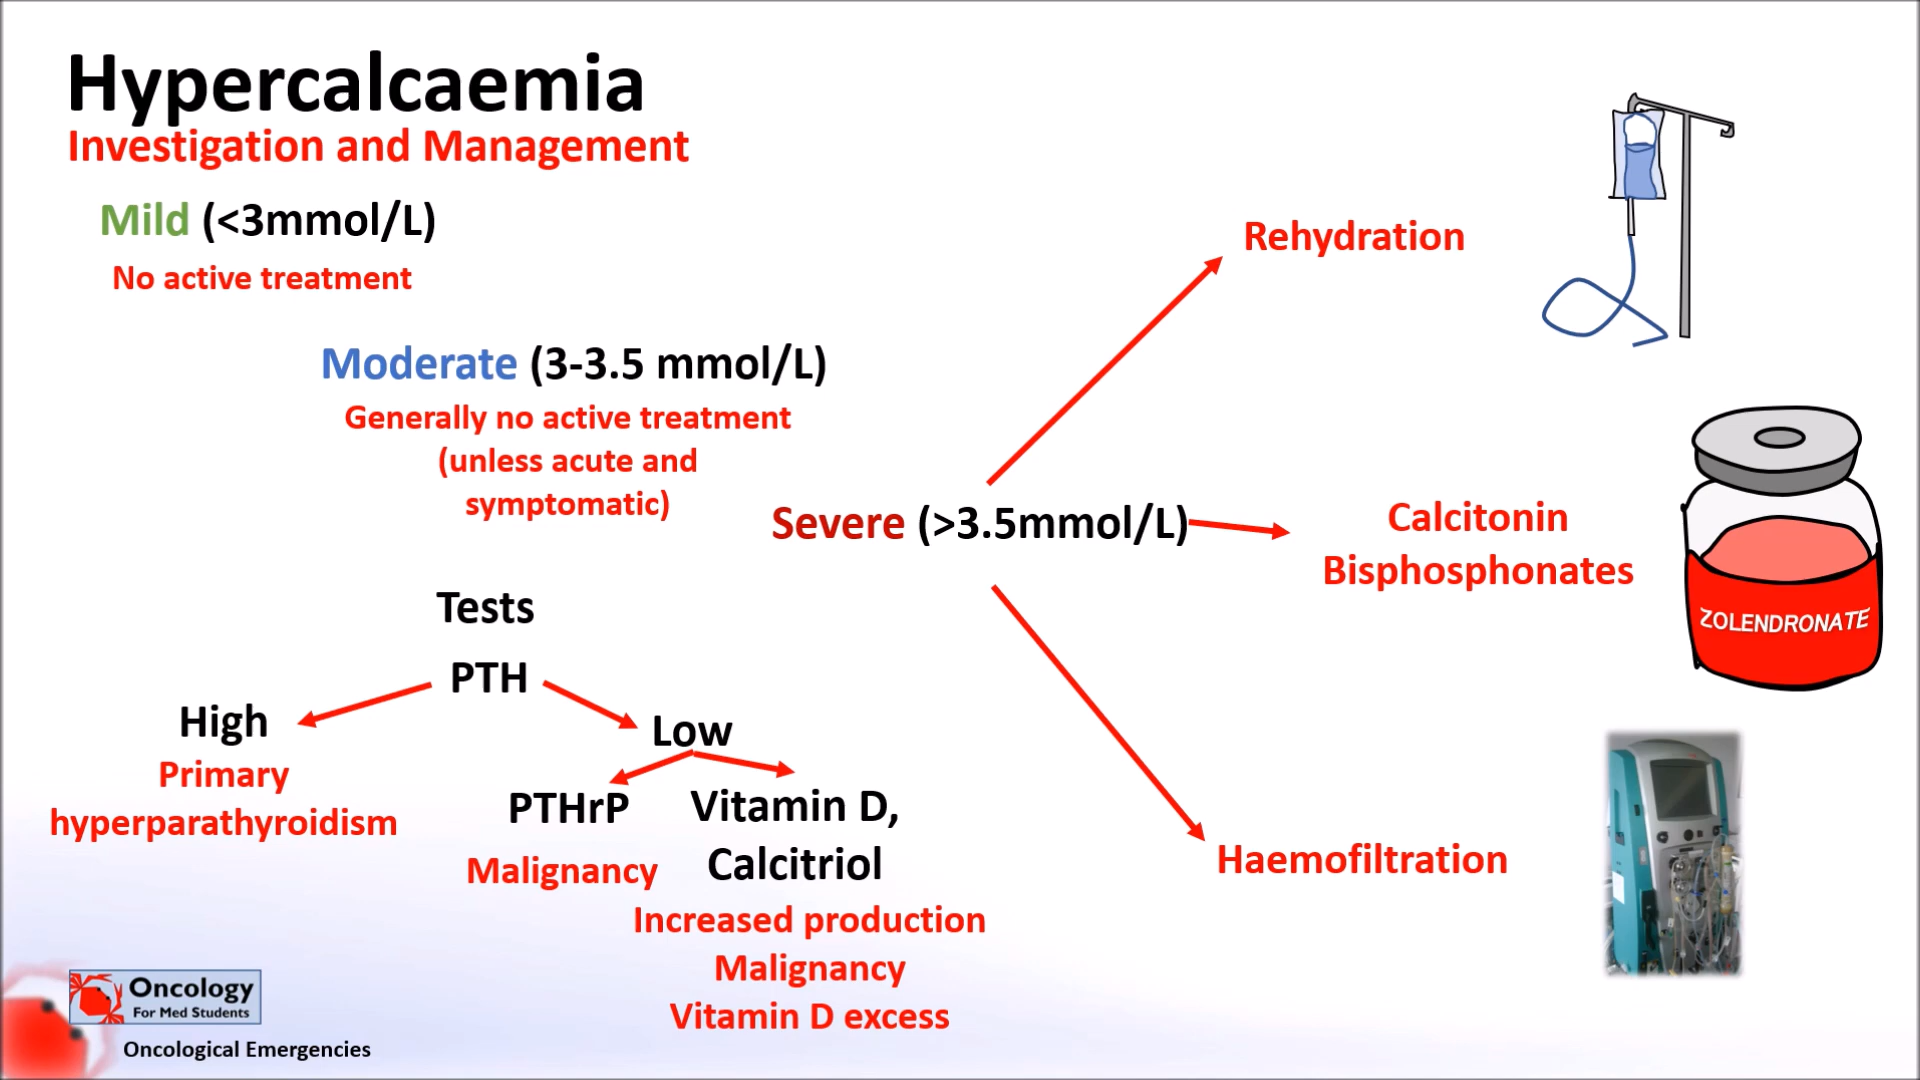 Hypercalcaemia
Investigation and Management
Mild (<3mmol/L)
No active treatment
Moderate (3-3.5 mmol/L)
Generally no active treatment
(unless acute and
symptomatic)
Severe (>3.5mmol/L)
Rehydration
Calcitonin
Bisphosphonates
ZOLENDRONATE
Haemofiltration
Tests
PTH
High
Primary
hyperparathyroidism
Low
PTHrP
Malignancy
Vitamin D,
Calcitriol
Increased production
Malignancy
Vitamin D excess
Oncology
For Med Students
Oncological Emergencies